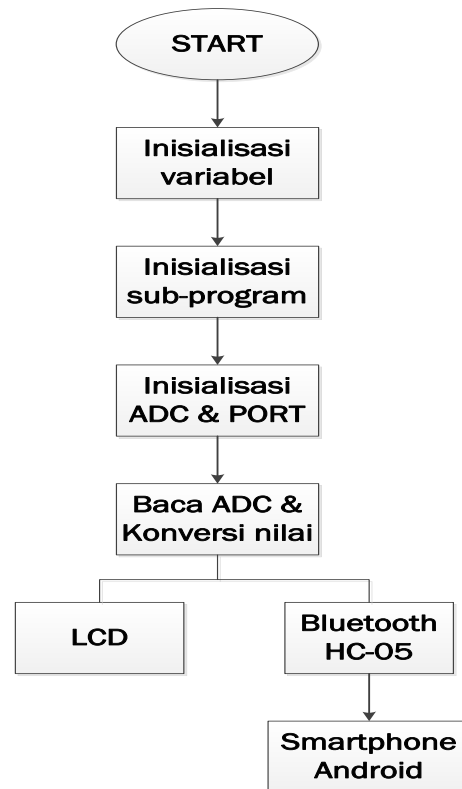 START
Inisialisasi
variabel
Inisialisasi
sub-program
Inisialisasi
ADC & PORT
Baca ADC &
Konversi nilai
LCD
Bluetooth
HC-05
Smartphone
Android